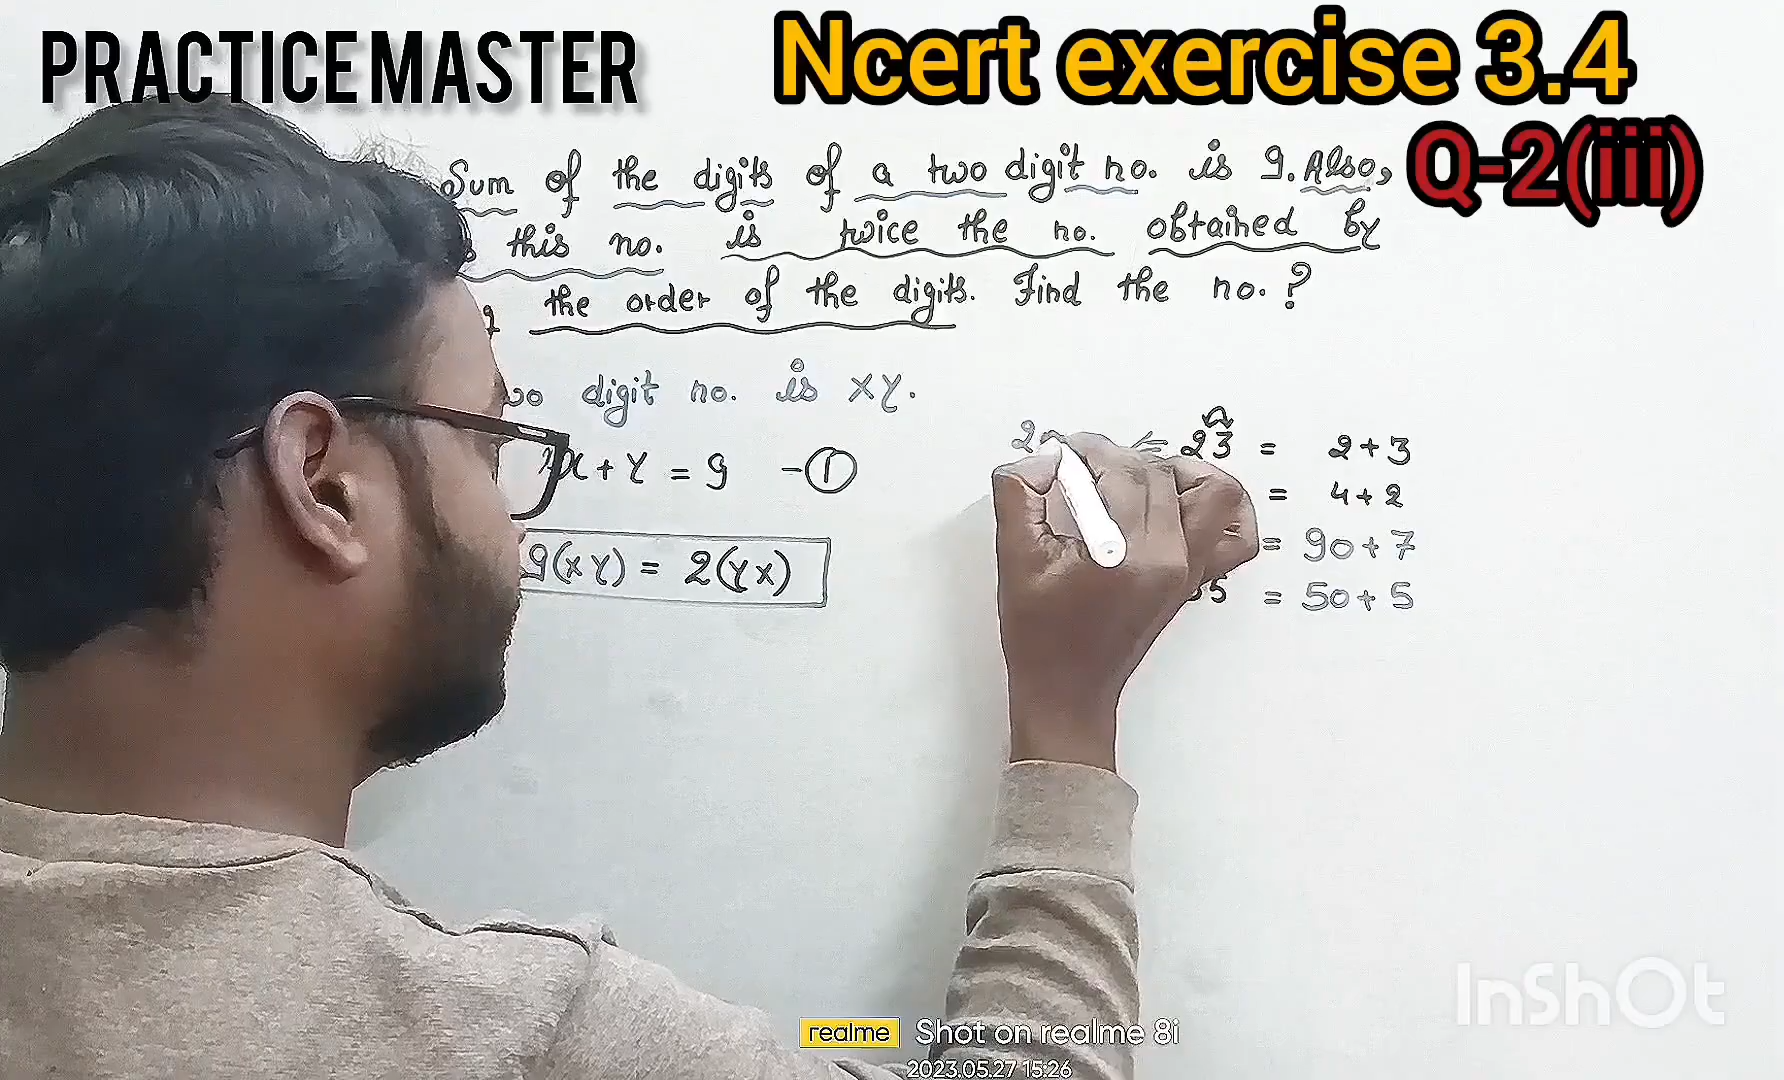 PRACTICE MASTER
Ncert exercise 3.4
Q-2(iii)
Sum of the digits of a two digit no. is 9. Also,
this no. is twice the no. obtained by
the order of the digits. Find the no.?
digit no. is XY.
x + Y = 9 - ①
9(XY) = 2(YX)
23 = 2+3
= 4+2
= 90+7
5 = 50+5
InShOt
realme Shot on realme 8i
2023.05.27 15:26